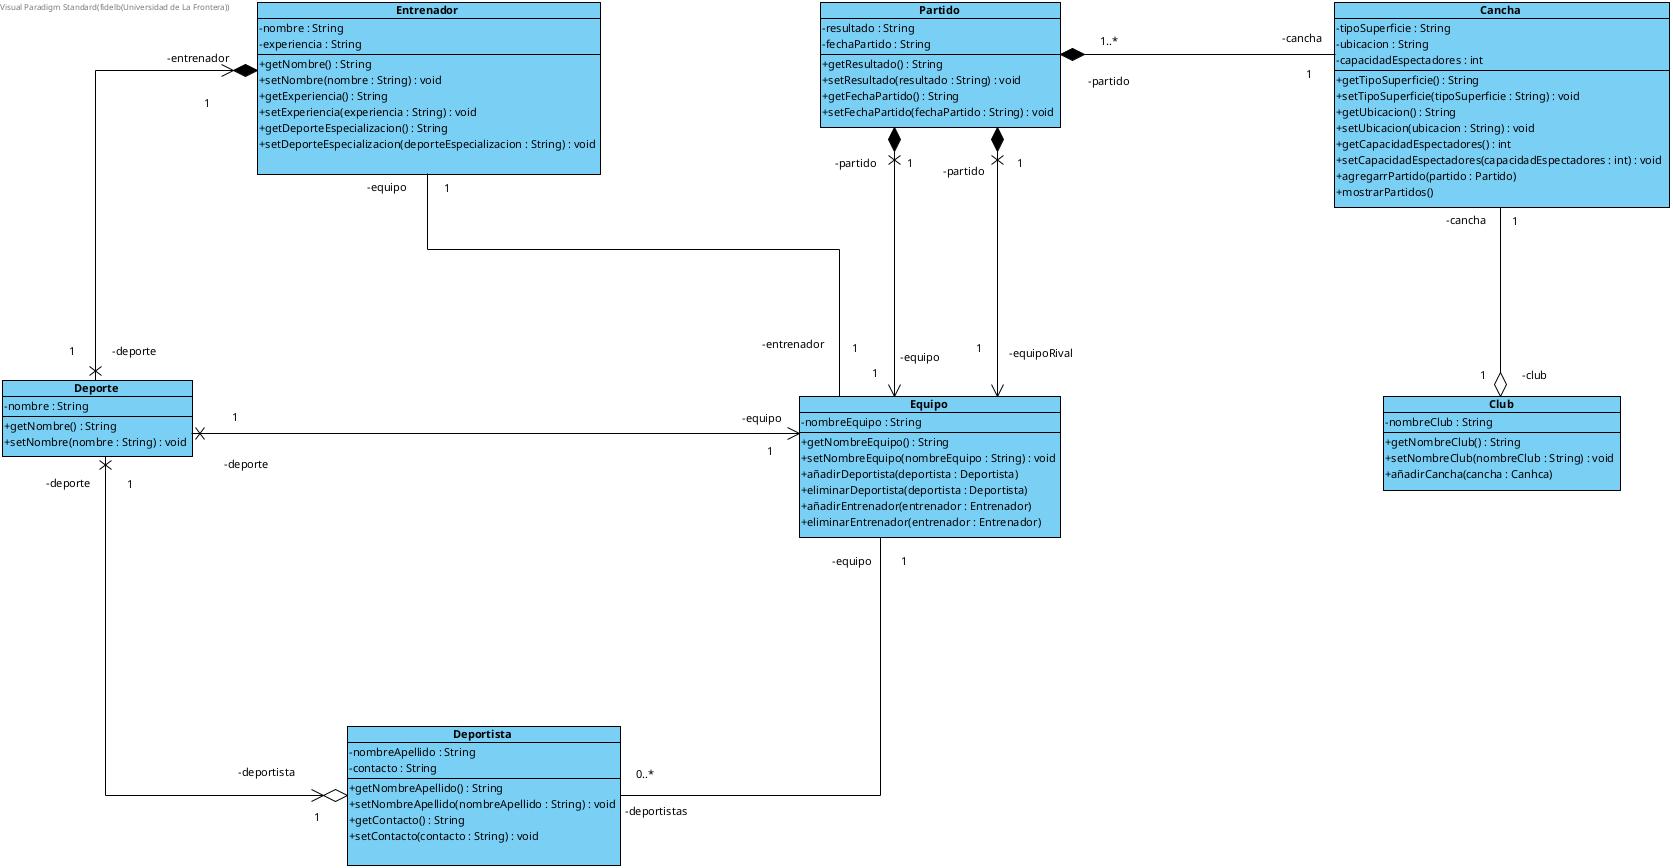 Visual Paradigm Standard(fidelb(Universidad de La Frontera))
Entrenador
-nombre : String
-experiencia : String
+getNombre() : String
+setNombre(nombre : String) : void
+getExperiencia() : String
+setExperiencia(experiencia : String) : void
+getDeporteEspecializacion() : String
+setDeporteEspecializacion(deporteEspecializacion : String) : void
Partido
-resultado : String
-fechaPartido : String
+getResultado() : String
+setResultado(resultado : String) : void
+getFechaPartido() : String
+setFechaPartido(fechaPartido : String) : void
Cancha
-tipoSuperficie : String
-ubicacion : String
-capacidadEspectadores : int
+getTipoSuperficie() : String
+setTipoSuperficie(tipoSuperficie : String) : void
+getUbicacion() : String
+setUbicacion(ubicacion : String) : void
+getCapacidadEspectadores() : int
+setCapacidadEspectadores(capacidadEspectadores : int) : void
+agregarrPartido(partido : Partido)
+mostrarPartidos()
-entrenador
1
1..*
-partido
-cancha
1
-equipo
1
-partido
1
-partido
1
-cancha
1
1
-deporte
-entrenador
1
-equipo
1
1
-equipoRival
1
-club
Deporte
-nombre : String
+getNombre() : String
+setNombre(nombre : String) : void
1
-deporte
-equipo
1
Equipo
-nombreEquipo : String
+getNombreEquipo() : String
+setNombreEquipo(nombreEquipo : String) : void
+añadirDeportista(deportista : Deportista)
+eliminarDeportista(deportista : Deportista)
+añadirEntrenador(entrenador : Entrenador)
+eliminarEntrenador(entrenador : Entrenador)
Club
-nombreClub : String
+getNombreClub() : String
+setNombreClub(nombreClub : String) : void
+añadirCancha(cancha : Canhca)
-deporte
1
-equipo
1
-deportista
1
Deportista
-nombreApellido : String
-contacto : String
+getNombreApellido() : String
+setNombreApellido(nombreApellido : String) : void
+getContacto() : String
+setContacto(contacto : String) : void
0..*
-deportistas